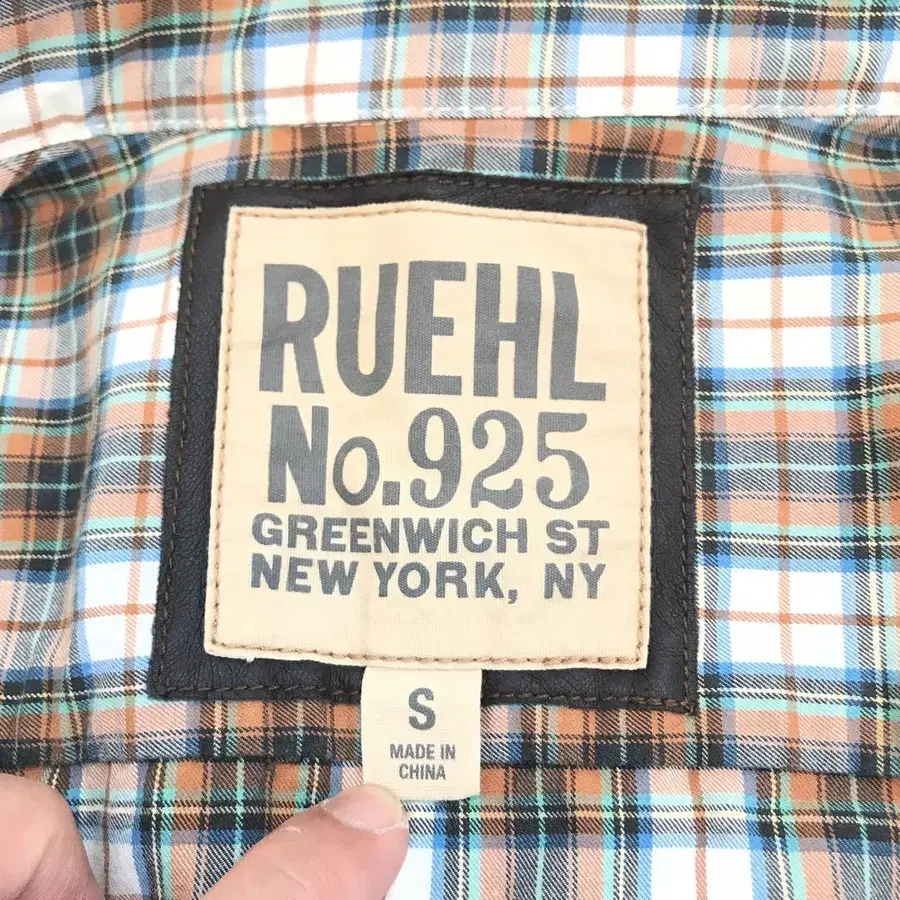 RUEHL
No.925
GREENWICH ST
NEW YORK, NY
S
MADE IN
CHINA